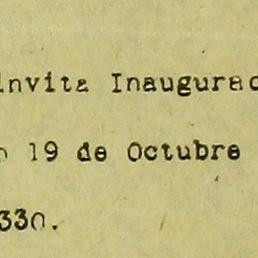 invita Inaugurac
o 19 de Octubre
330.